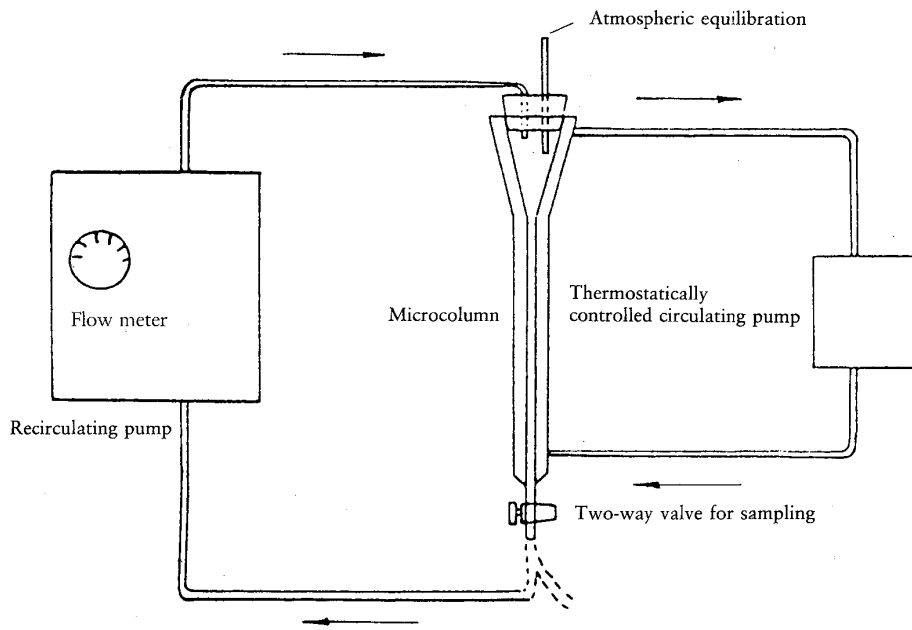 Atmospheric equilibration
Flow meter
Microcolumn
Thermostatically
controlled circulating pump
Recirculating pump
Two-way valve for sampling